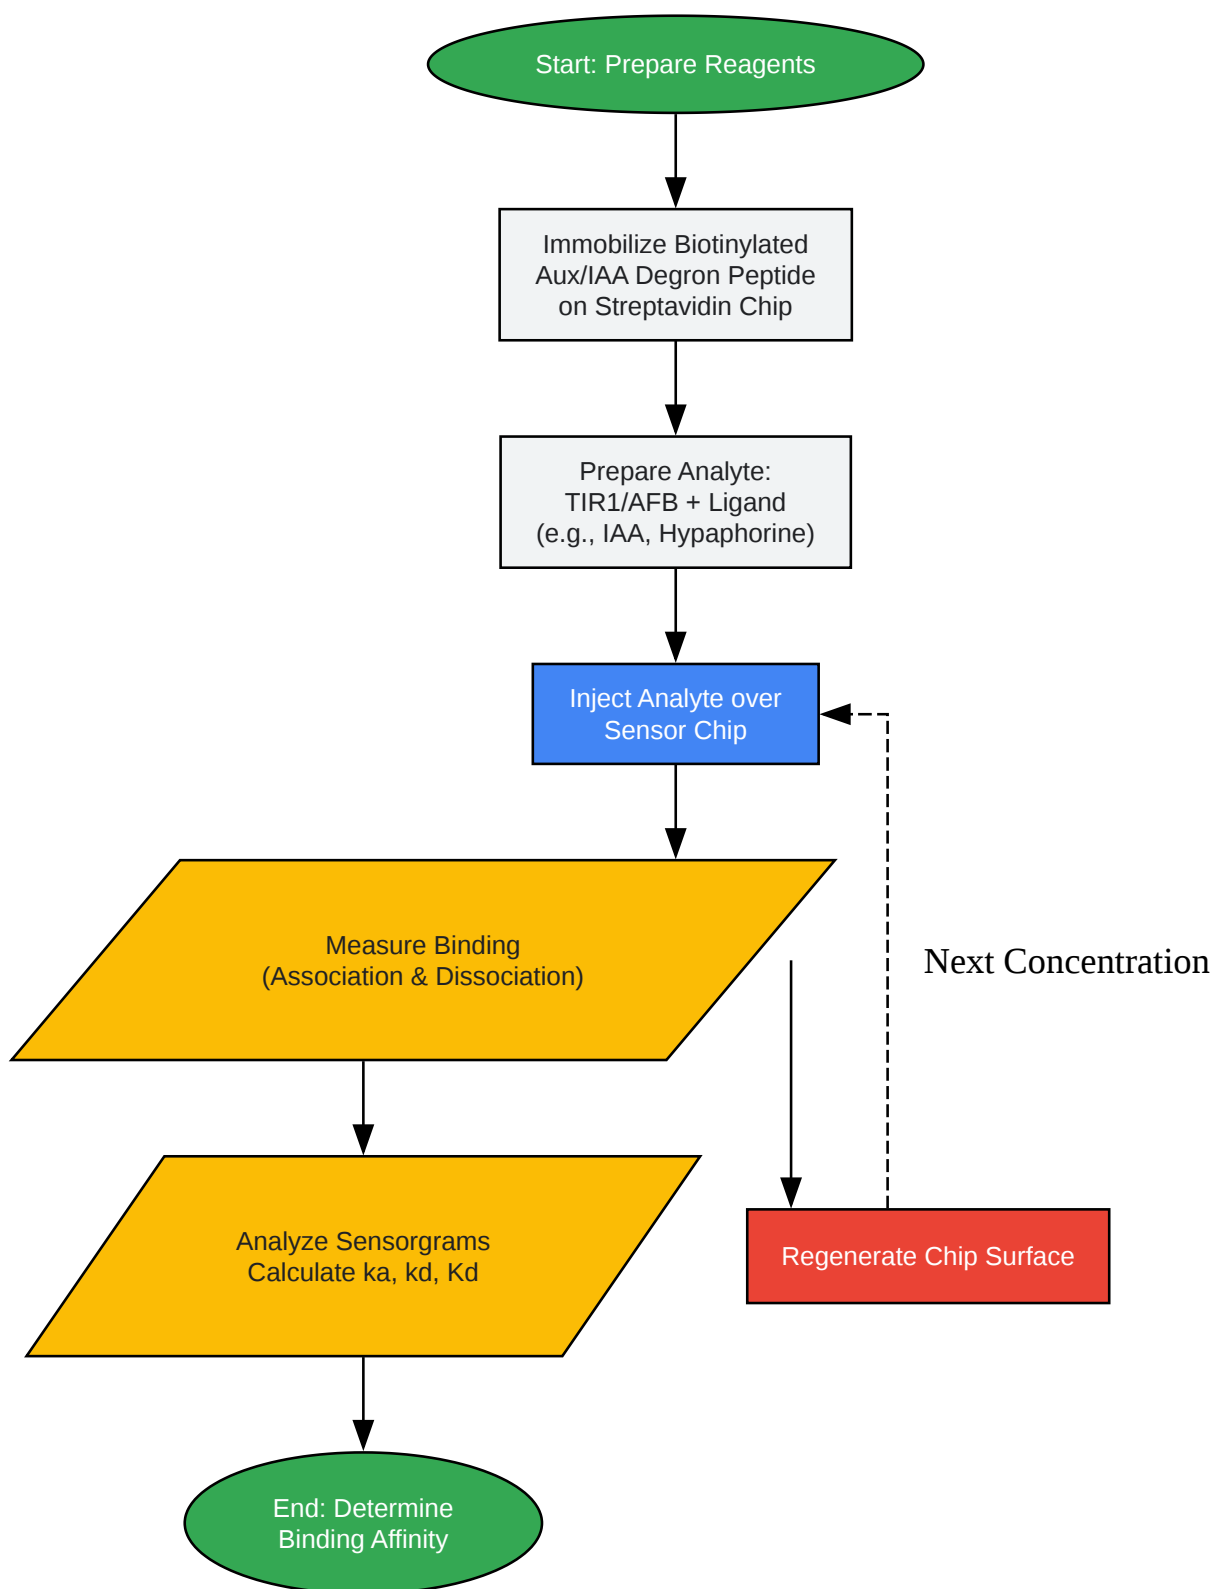 Start: Prepare Reagents
Immobilize Biotinylated
Aux/IAA Degron Peptide
on Streptavidin Chip
Prepare Analyte:
TIR1/AFB + Ligand
(e.g., IAA, Hypaphorine)
Inject Analyte over
Sensor Chip
Measure Binding
(Association & Dissociation)
Next Concentration
Analyze Sensorgrams
Calculate ka, kd, Kd
Regenerate Chip Surface
End: Determine
Binding Affinity